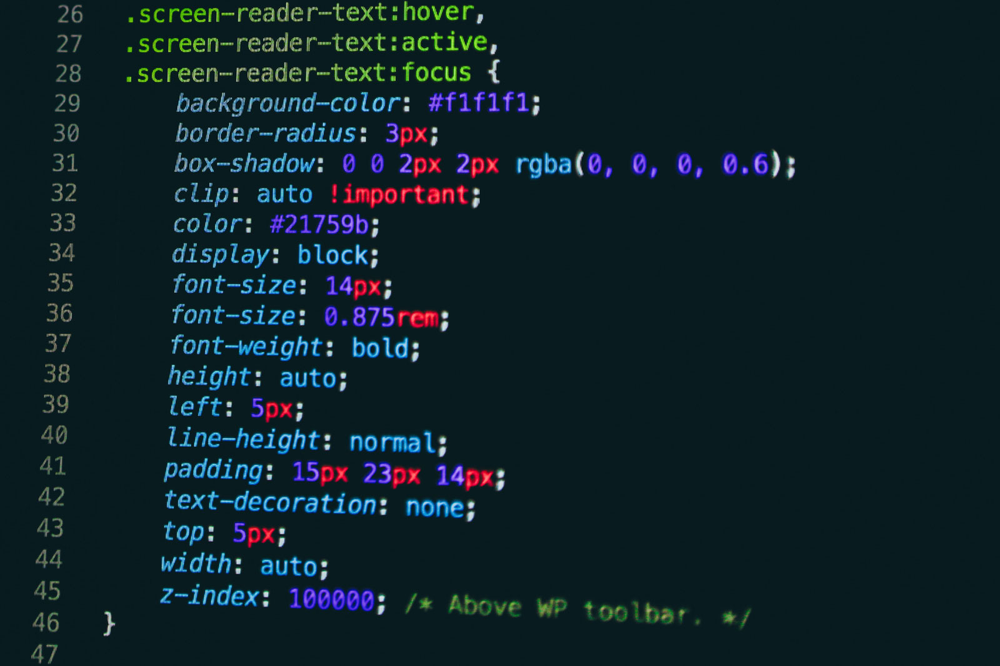 26 .screen-reader-text:hover,
27 .screen-reader-text:active,
28 .screen-reader-text:focus {
29 background-color: #f1f1f1;
30 border-radius: 3px;
31 box-shadow: 0 0 2px 2px rgba(0, 0, 0, 0.6);
32 clip: auto !important;
33 color: #21759b;
34 display: block;
35 font-size: 14px;
36 font-size: 0.875rem;
37 font-weight: bold;
38 height: auto;
39 left: 5px;
40 line-height: normal;
41 padding: 15px 23px 14px;
42 text-decoration: none;
43 top: 5px;
44 width: auto;
45 z-index: 100000; /* Above WP toolbar. */
46 }
47